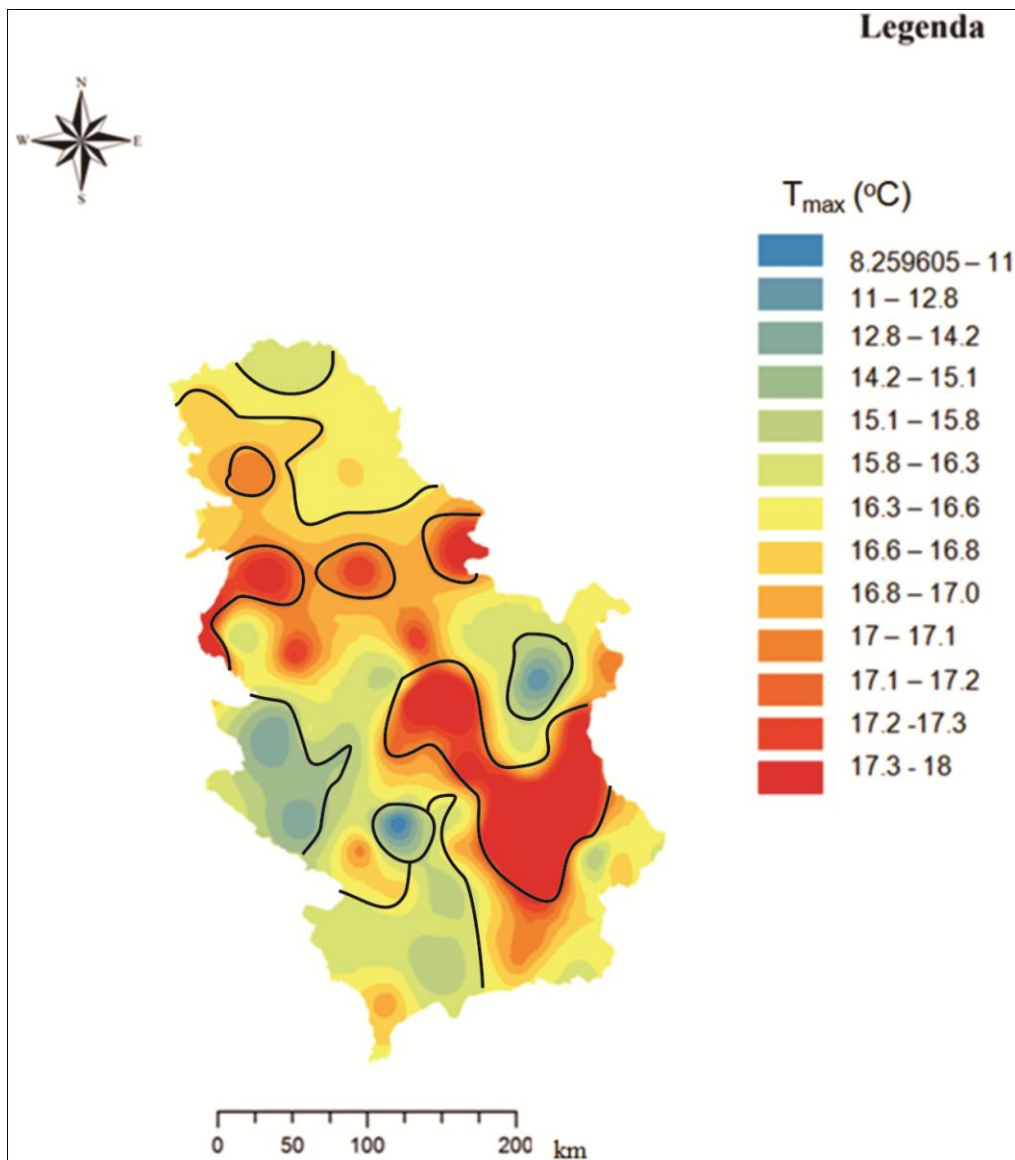 Legenda
N
W E
S
Tmax (ºC)
8.259605 – 11
11 – 12.8
12.8 – 14.2
14.2 – 15.1
15.1 – 15.8
15.8 – 16.3
16.3 – 16.6
16.6 – 16.8
16.8 – 17.0
17 – 17.1
17.1 – 17.2
17.2 -17.3
17.3 - 18
0 50 100 200 km